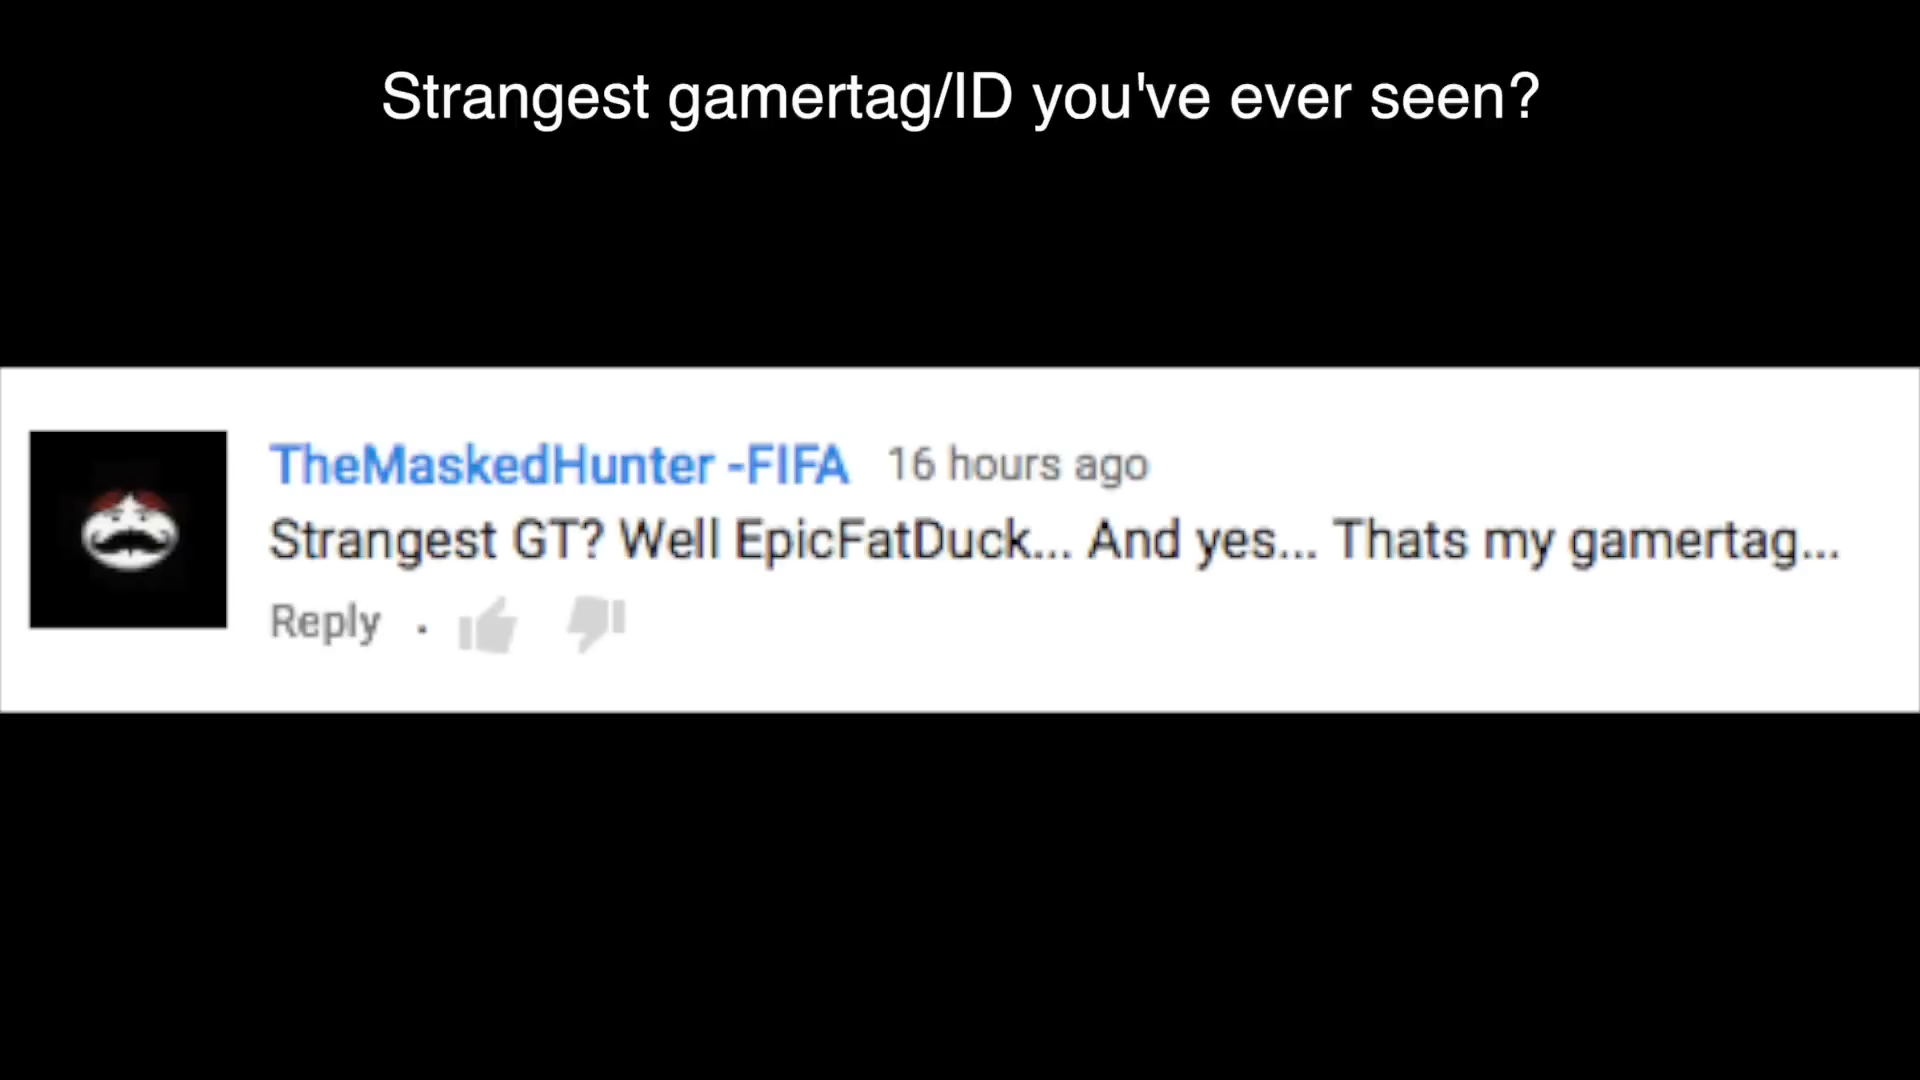 Strangest gamertag/ID you've ever seen?
TheMaskedHunter -FIFA 16 hours ago
Strangest GT? Well EpicFatDuck... And yes... Thats my gamertag...
Reply .